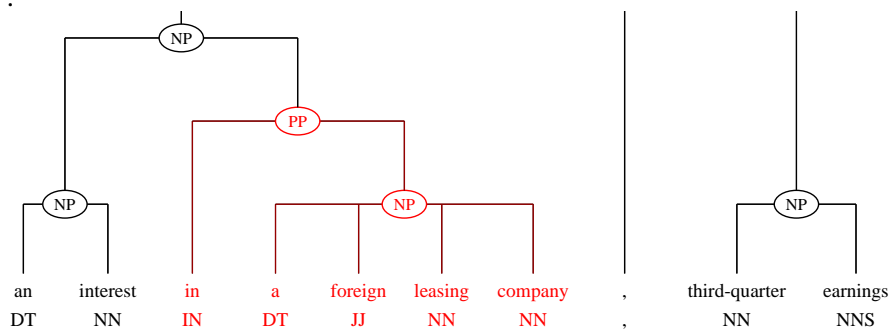 .
NP
PP
NP NP NP
an interest in a foreign leasing company , third-quarter earnings
DT NN IN DT JJ NN NN , NN NNS